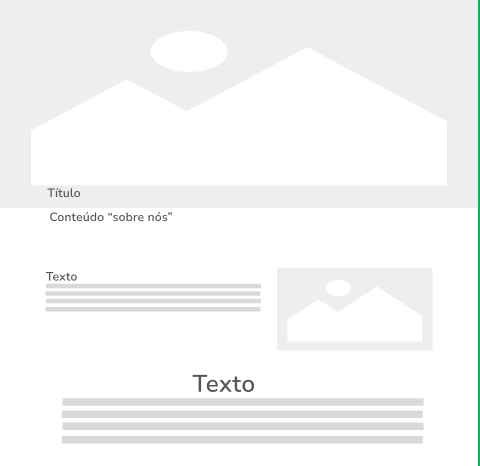 Título
Conteúdo “sobre nós”
Texto
Texto